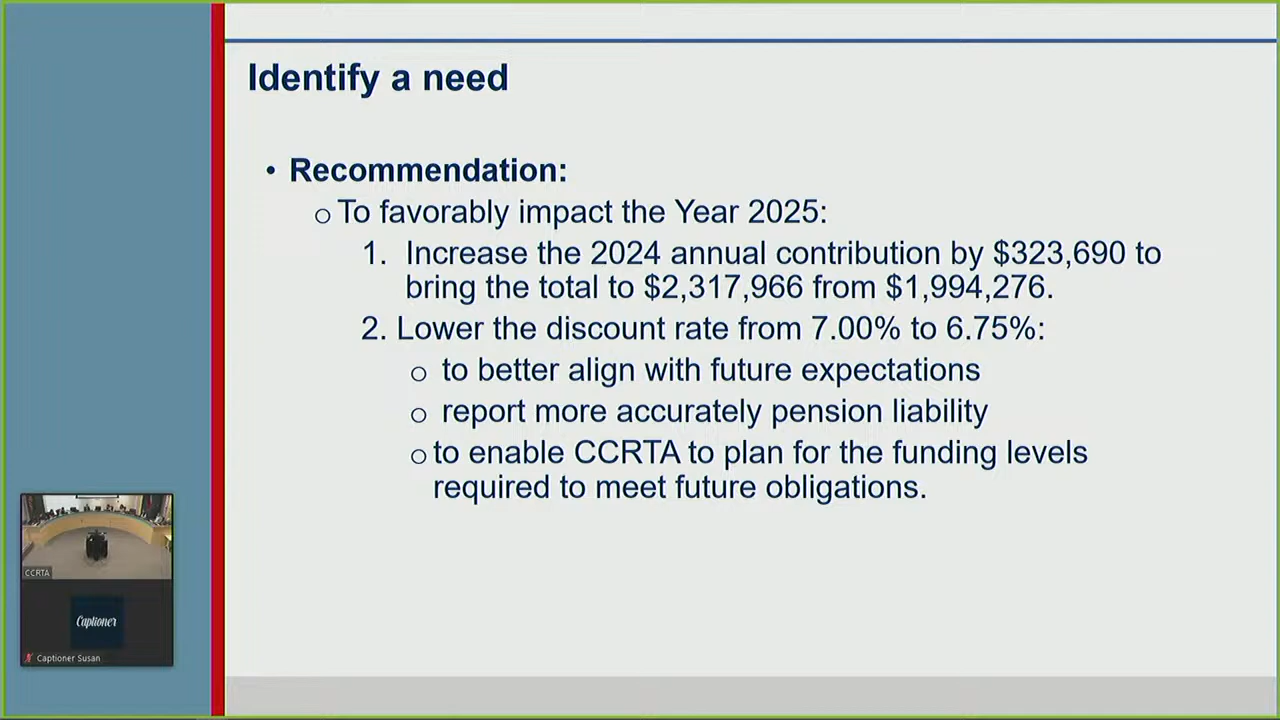 Identify a need
• Recommendation:
o To favorably impact the Year 2025:
1. Increase the 2024 annual contribution by $323,690 to
bring the total to $2,317,966 from $1,994,276.
2. Lower the discount rate from 7.00% to 6.75%:
o to better align with future expectations
o report more accurately pension liability
o to enable CCRTA to plan for the funding levels
required to meet future obligations.
CCRTA
Captioner
Captioner Susan